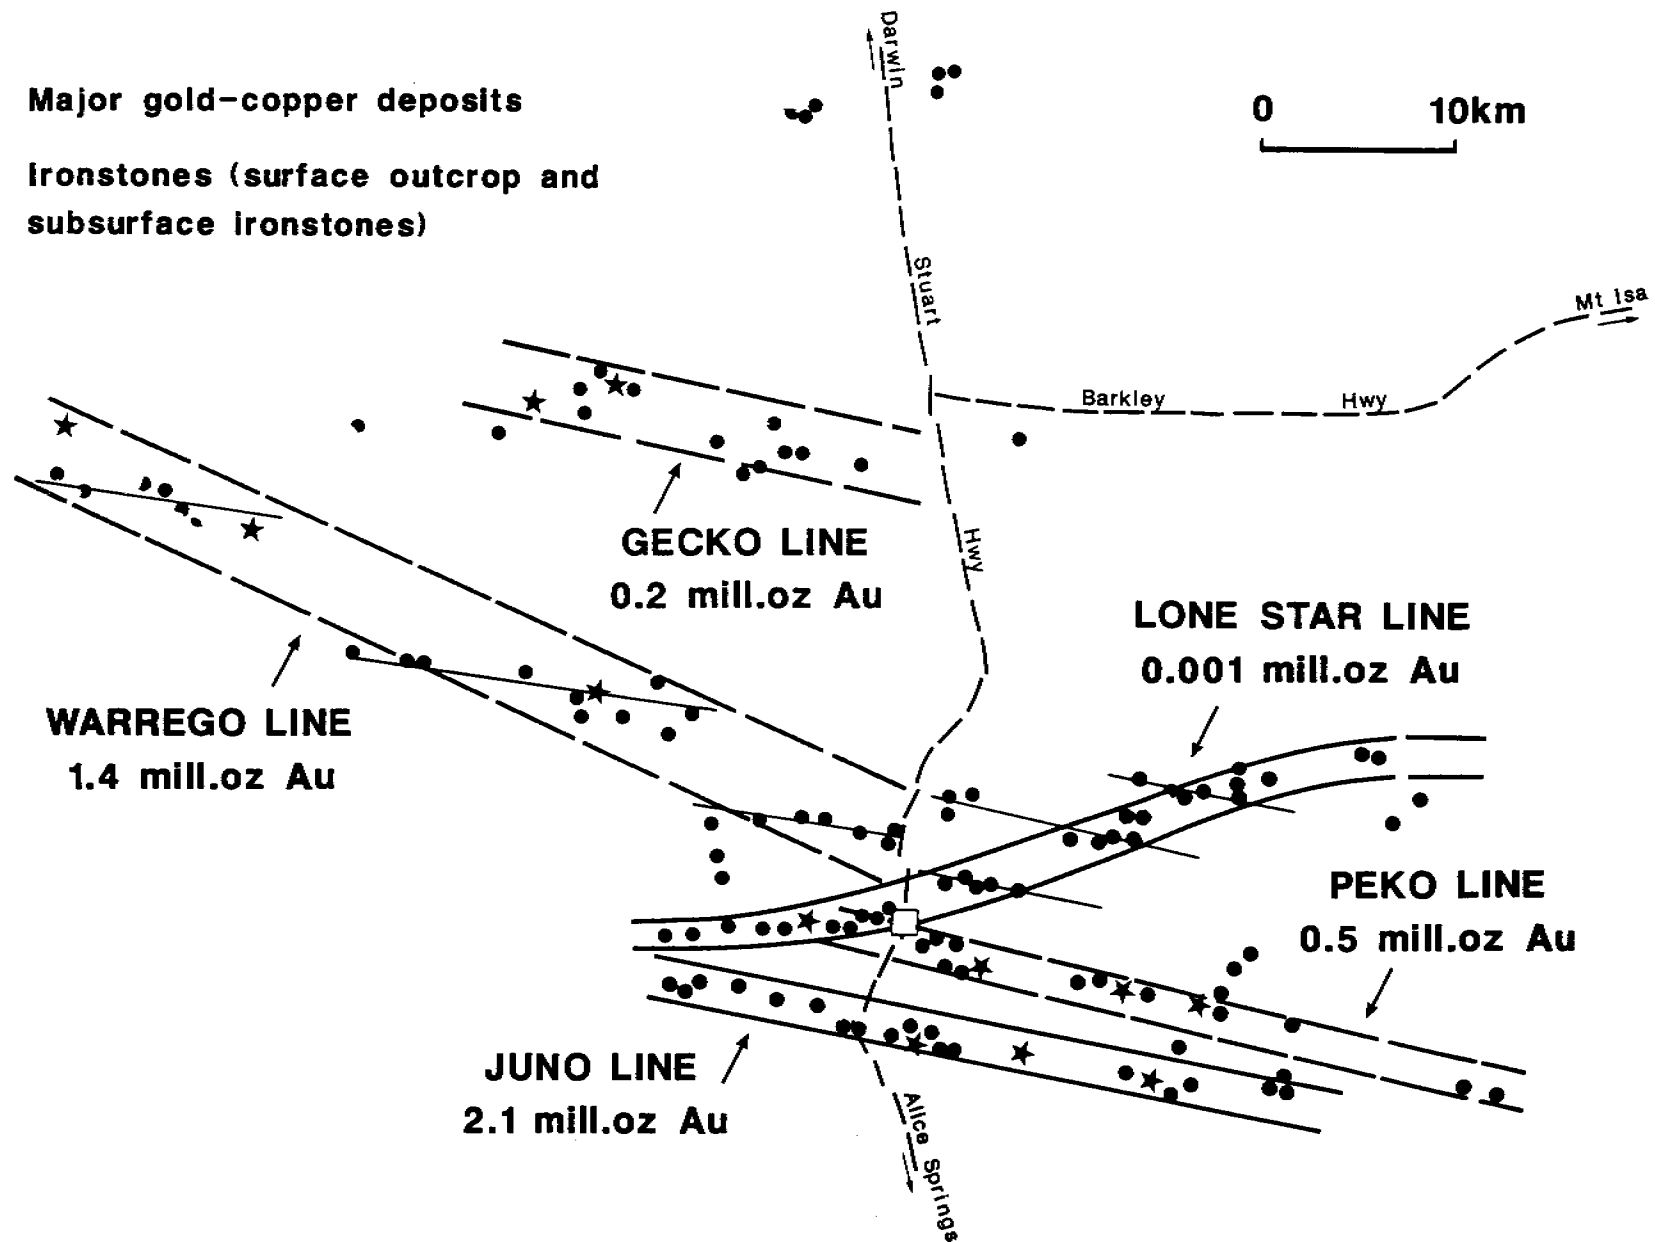 Darwin
Major gold-copper deposits
0 10km
Ironstones (surface outcrop and
subsurface ironstones)
Stuart
Mt Isa
Barkley Hwy
Hwy
GECKO LINE
0.2 mill.oz Au
LONE STAR LINE
0.001 mill.oz Au
WARREGO LINE
1.4 mill.oz Au
PEKO LINE
0.5 mill.oz Au
JUNO LINE
2.1 mill.oz Au
Alice Springs